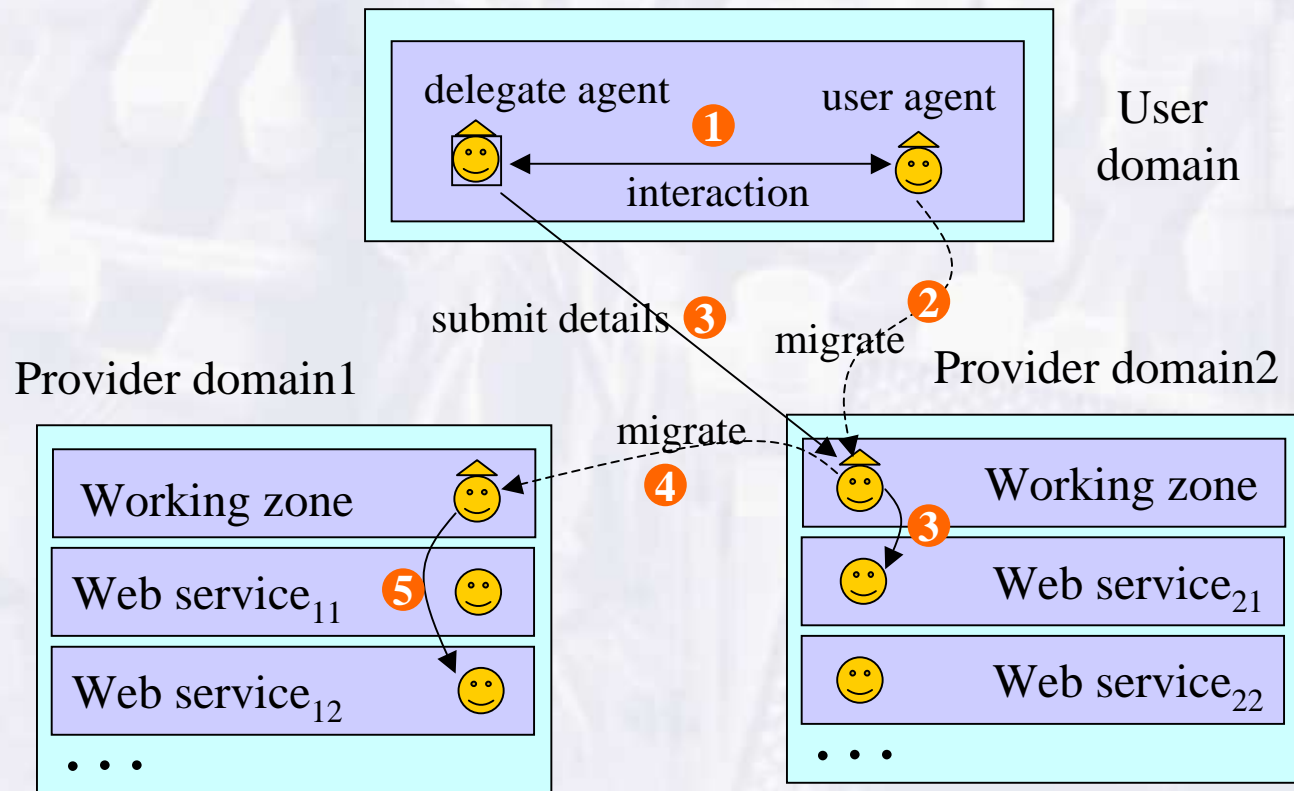 delegate agent
user agent
1
interaction
User
domain
2
submit details 3
migrate
Provider domain1
Provider domain2
migrate
4
Working zone
Working zone
3
5
Web service11
Web service21
Web service12
Web service22
. . .
. . .